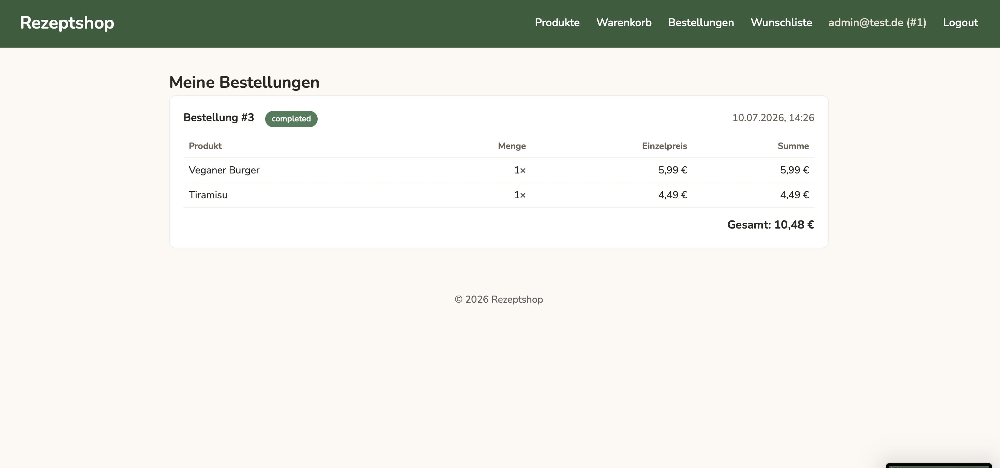 Rezeptshop Produkte Warenkorb Bestellungen Wunschliste admin@test.de (#1) Logout
Meine Bestellungen
Bestellung #3 completed 10.07.2026, 14:26
Produkt Menge Einzelpreis Summe
Veganer Burger 1× 5,99 € 5,99 €
Tiramisu 1× 4,49 € 4,49 €
Gesamt: 10,48 €
© 2026 Rezeptshop